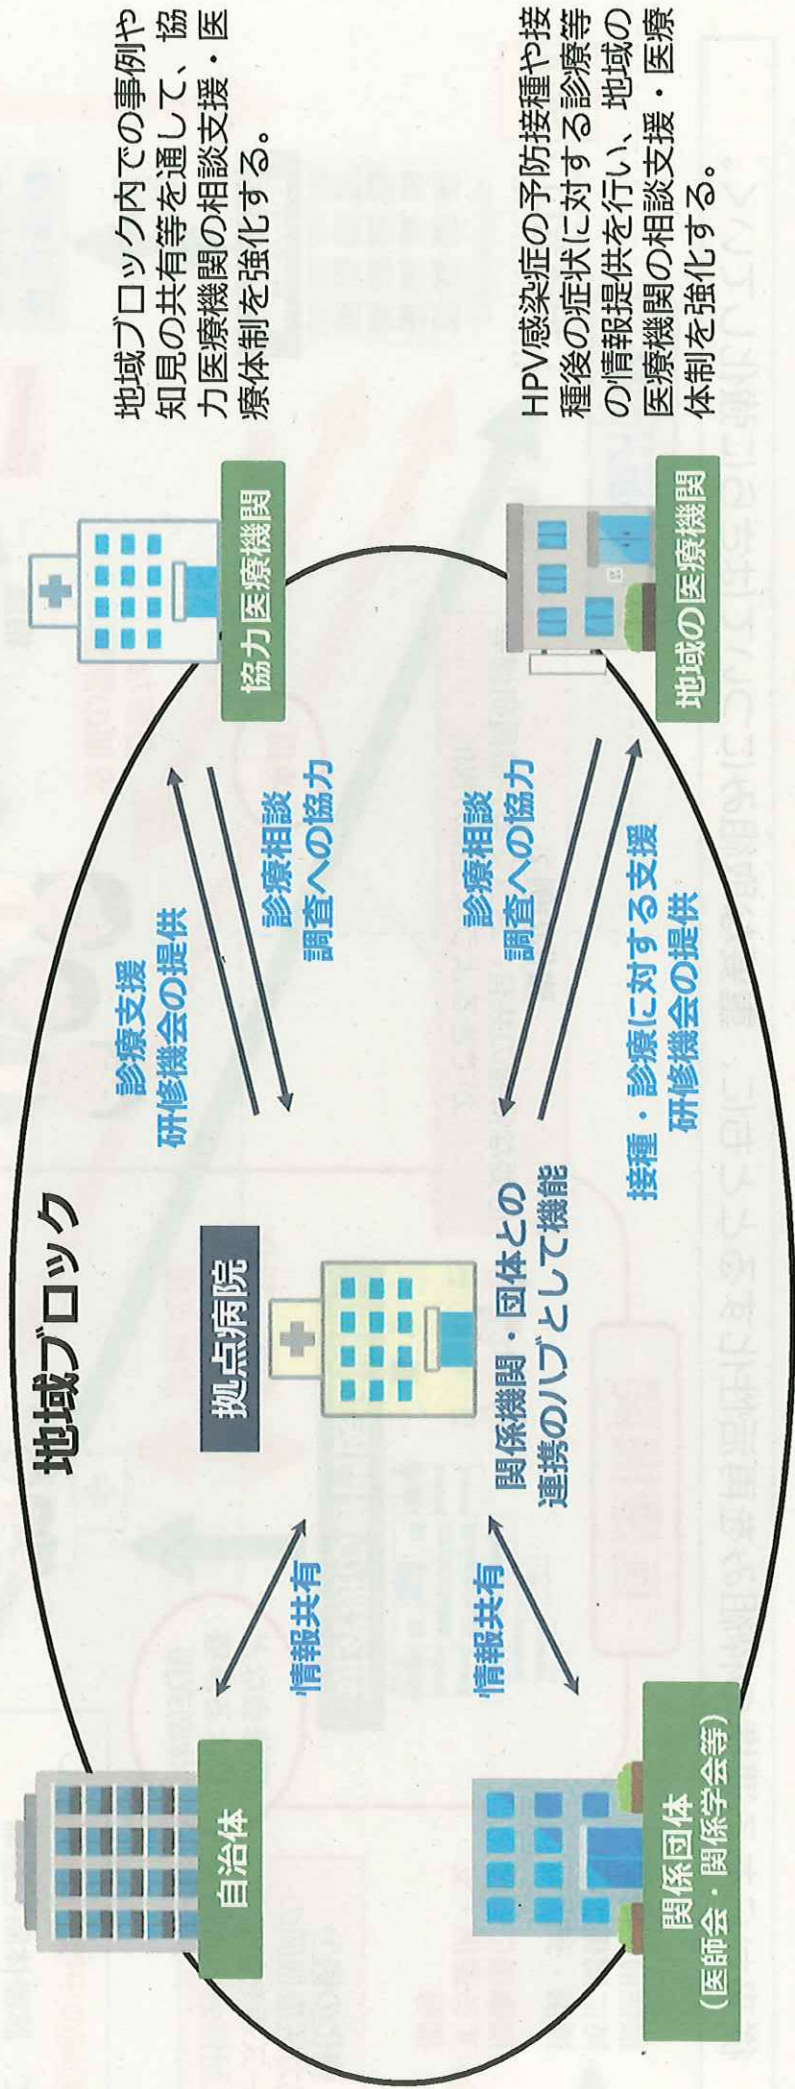 地域ブロック
自治体
関係団体
（医師会・関係学会等）
情報共有
情報共有
拠点病院
関係機関・団体との
連携のハブとして機能
診療支援
研修機会の提供
診療相談
調査への協力
診療相談
調査への協力
接種・診療に対する支援
研修機会の提供
協力医療機関
地域の医療機関
地域ブロック内での事例や
知見の共有等を通して、協
力医療機関の相談支援・医
療体制を強化する。
HPV感染症の予防接種や接
種後の症状に対する診療等
の情報提供を行い、地域の
医療機関の相談支援・医療
体制を強化する。